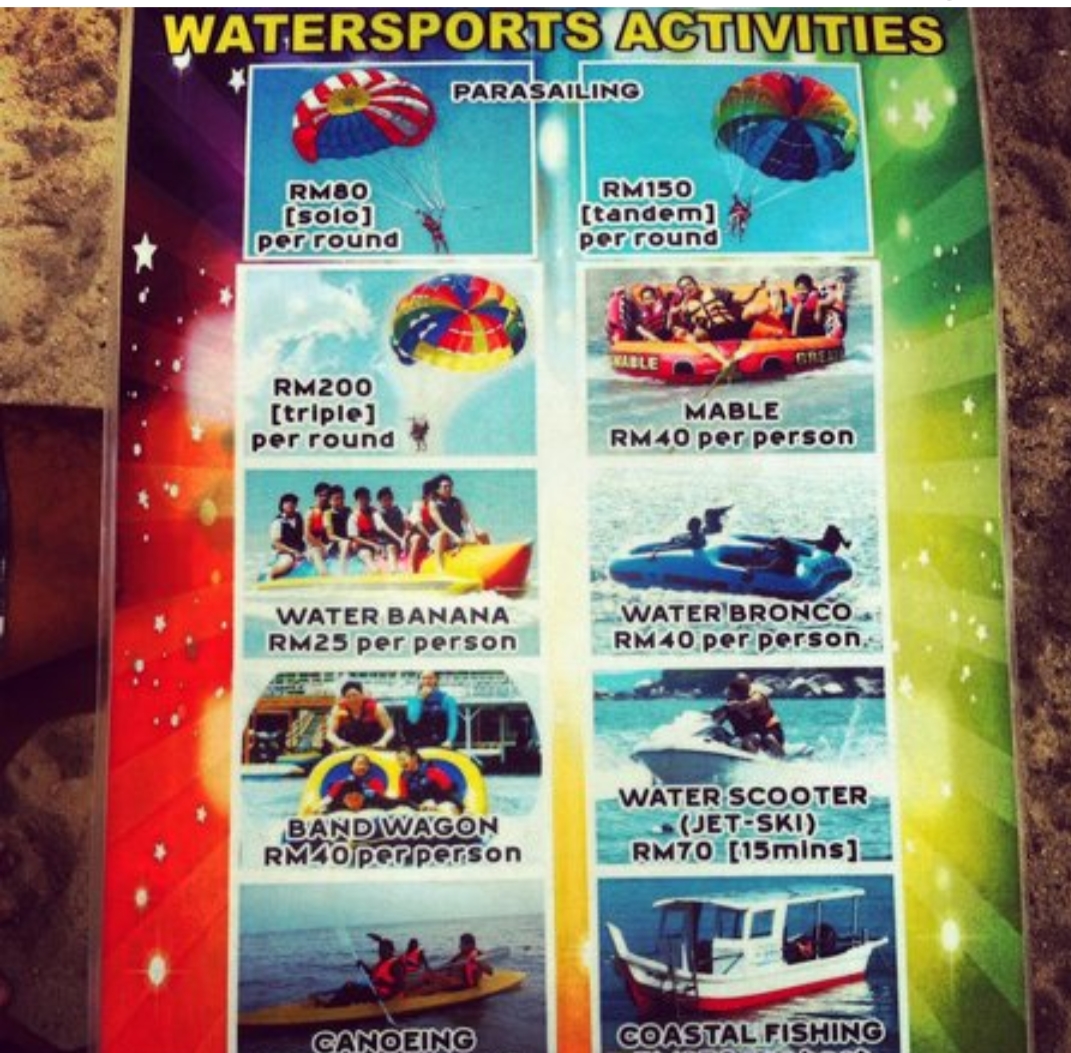 WATERSPORTS ACTIVITIES
PARASAILING
RM80
[solo]
per round
RM150
[tandem]
per round
RM200
[triple]
per round
MABLE
MABLE
RM40 per person
WATER BANANA
RM25 per person
WATER BRONCO
RM40 per person
BAND WAGON
RM40 per person
WATER SCOOTER
(JET-SKI)
RM70 [15mins]
CANOEING
COASTAL FISHING